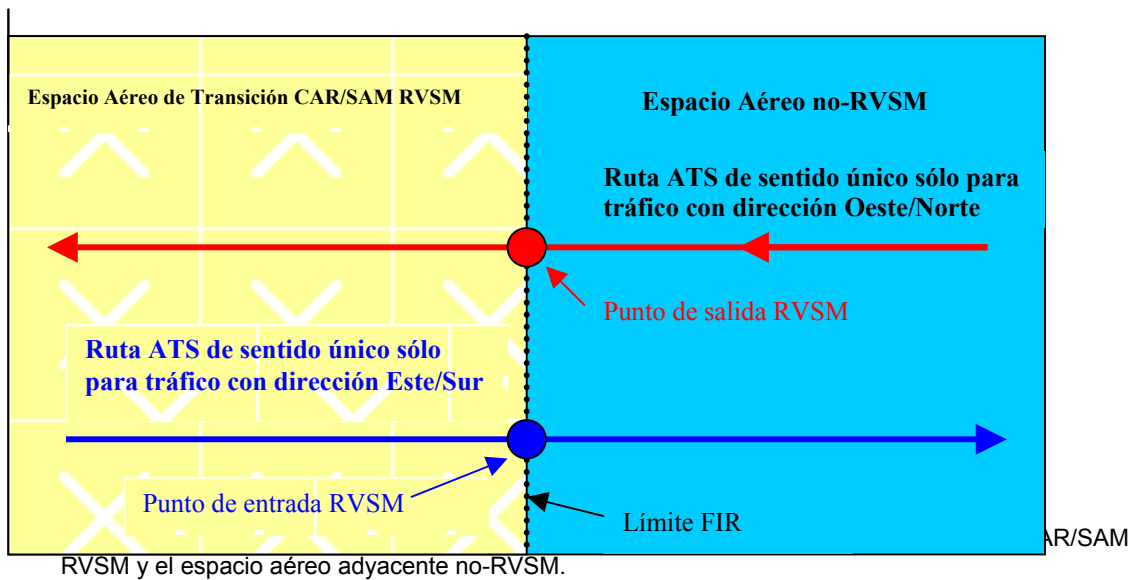 Espacio Aéreo de Transición CAR/SAM RVSM
Espacio Aéreo no-RVSM
Ruta ATS de sentido único sólo para
tráfico con dirección Oeste/Norte
Punto de salida RVSM
Ruta ATS de sentido único sólo
para tráfico con dirección Este/Sur
Punto de entrada RVSM
Límite FIR
AR/SAM
RVSM y el espacio aéreo adyacente no-RVSM.